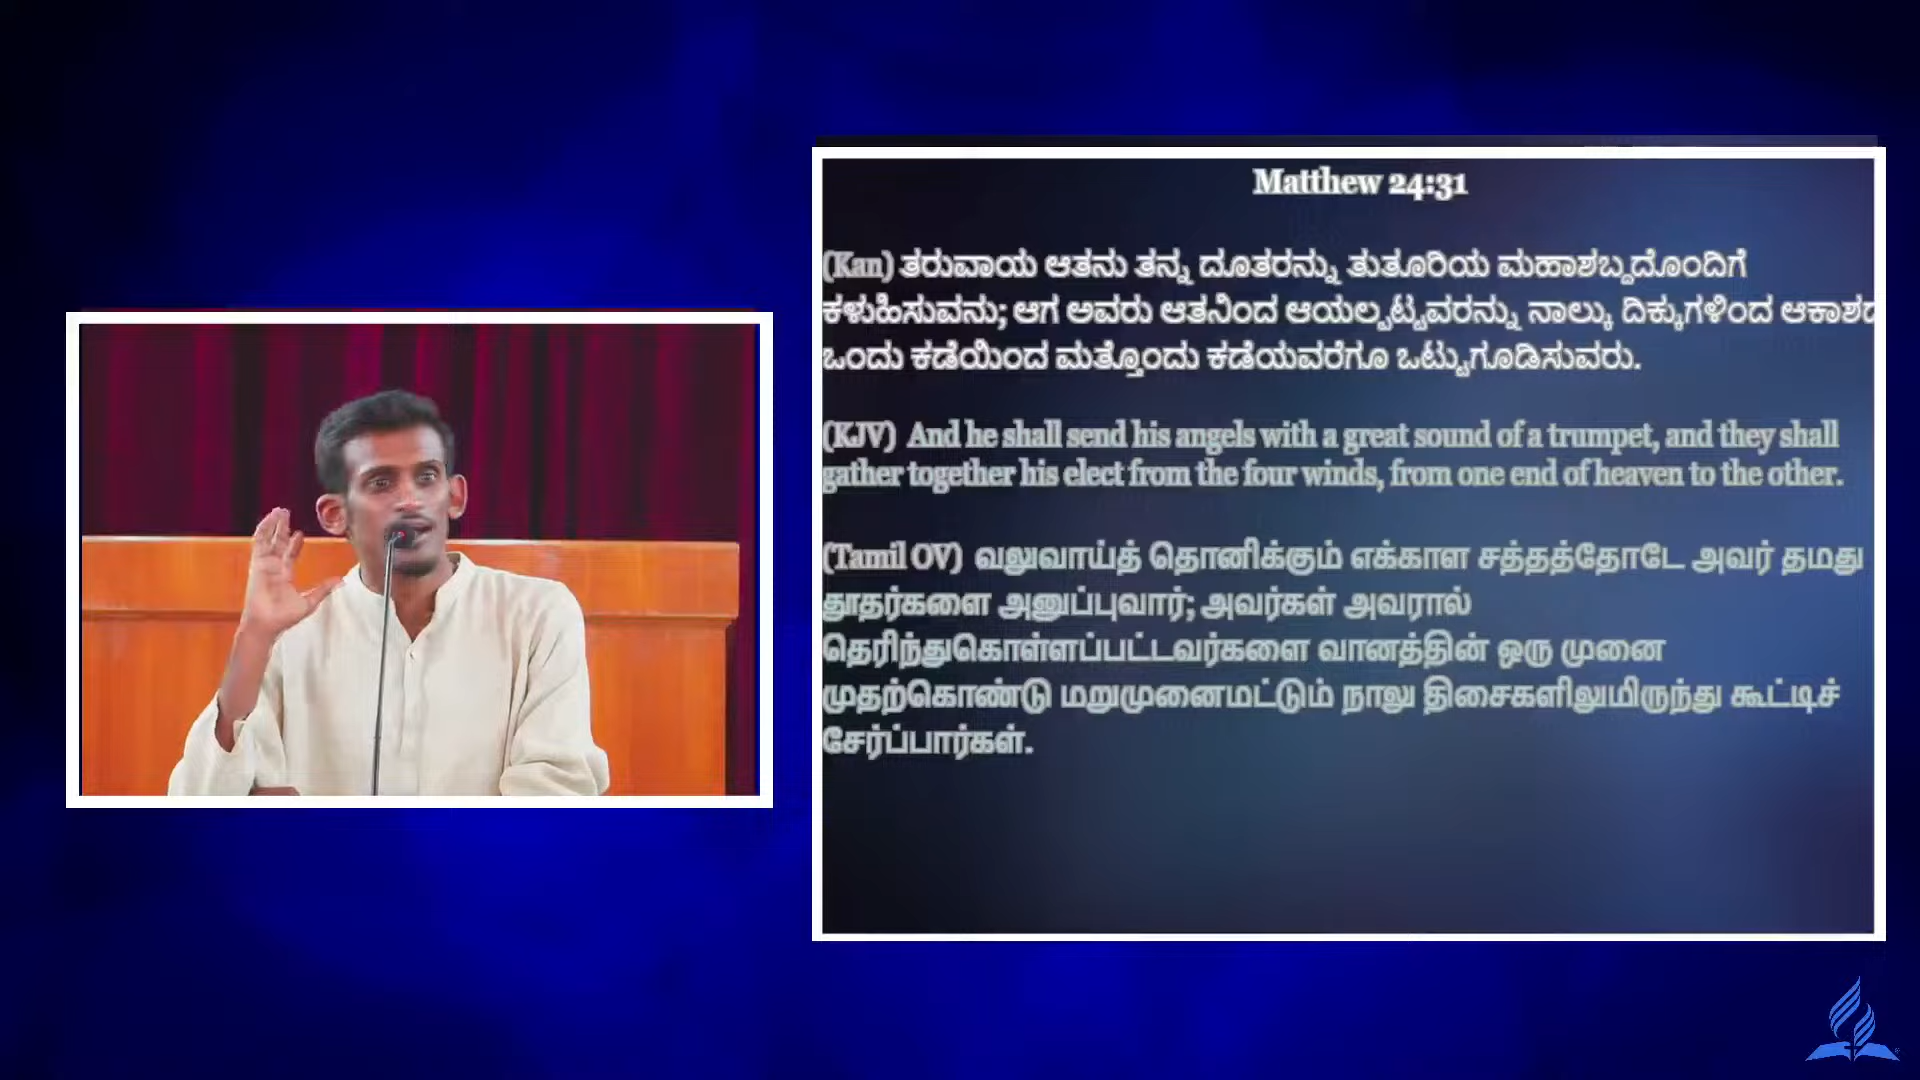 Matthew 24:31
(Kan) ತರುವಾಯ ಆತನು ತನ್ನ ದೂತರನ್ನು ತುತೂರಿಯ ಮಹಾಶಬ್ದದೊಂದಿಗೆ
ಕಳುಹಿಸುವನು; ಆಗ ಅವರು ಆತನಿಂದ ಆಯಲ್ಪಟ್ಟವರನ್ನು ನಾಲ್ಕು ದಿಕ್ಕುಗಳಿಂದ ಆಕಾಶದ
ಒಂದು ಕಡೆಯಿಂದ ಮತ್ತೊಂದು ಕಡೆಯವರೆಗೂ ಒಟ್ಟುಗೂಡಿಸುವರು.
(KJV) And he shall send his angels with a great sound of a trumpet, and they shall
gather together his elect from the four winds, from one end of heaven to the other.
(Tamil OV) வலுவாய்த் தொனிக்கும் எக்காள சத்தத்தோடே அவர் தமது
தூதர்களை அனுப்புவார்; அவர்கள் அவரால்
தெரிந்துகொள்ளப்பட்டவர்களை வானத்தின் ஒரு முனை
முதற்கொண்டு மறுமுனைமட்டும் நாலு திசைகளிலுமிருந்து கூட்டிச்
சேர்ப்பார்கள்.